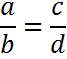 a/b = c/d